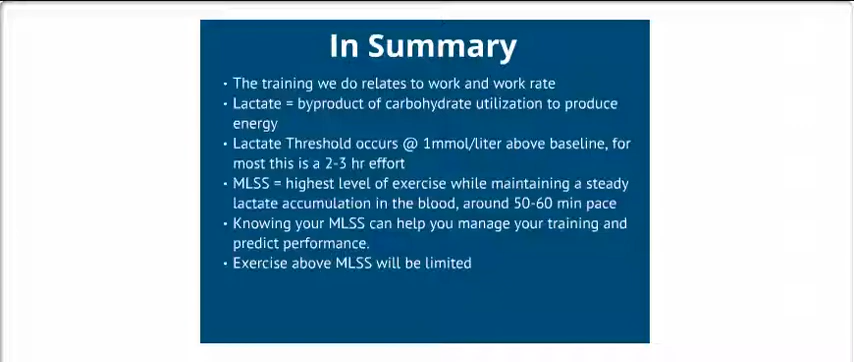 In Summary
• The training we do relates to work and work rate
• Lactate = byproduct of carbohydrate utilization to produce
energy
• Lactate Threshold occurs @ 1mmol/liter above baseline, for
most this is a 2-3 hr effort
• MLSS = highest level of exercise while maintaining a steady
lactate accumulation in the blood, around 50-60 min pace
• Knowing your MLSS can help you manage your training and
predict performance.
• Exercise above MLSS will be limited